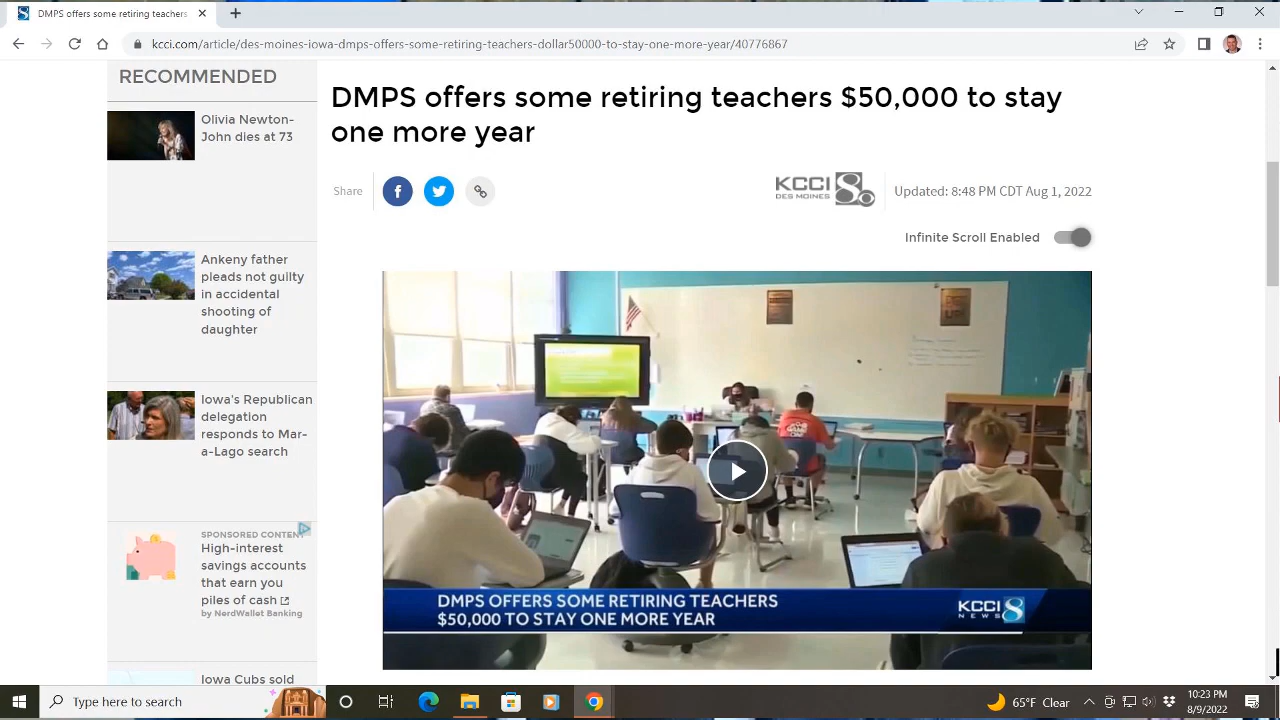 DMPS offers some retiring teachers
kcci.com/article/des-moines-iowa-dmps-offers-some-retiring-teacher-dollar50000-to-stay-one-more-year/40776867
RECOMMENDED
Olivia Newton-
John dies at 73
Ankeny father
pleads not guilty
in accidental
shooting of
daughter
Iowa's Republican
delegation
responds to Mar-
a-Lago search
SPONSORED CONTENT
High-interest
savings accounts
that earn you
piles of cash
by NerdWallet Banking
Iowa Cubs sold
DMPS offers some retiring teachers $50,000 to stay
one more year
Share
KCCI 8
DES MOINES
Updated: 8:48 PM CDT Aug 1, 2022
Infinite Scroll Enabled
DMPS OFFERS SOME RETIRING TEACHERS
$50,000 TO STAY ONE MORE YEAR
KCCI 8
NEWS
Type here to search
65°F Clear
10:23 PM
8/9/2022